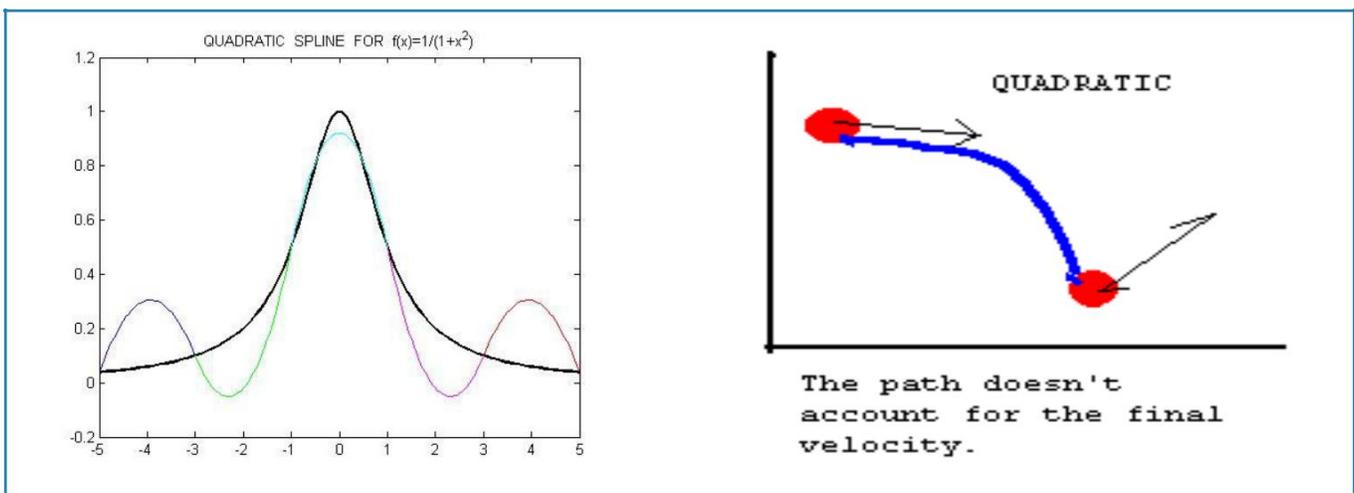 QUADRATIC SPLINE FOR f(x)=1/(1+x²)
1.2
1
0.8
0.6
0.4
0.2
0
-0.2
-5 -4 -3 -2 -1 0 1 2 3 4 5
QUADRATIC
The path doesn't
account for the final
velocity.